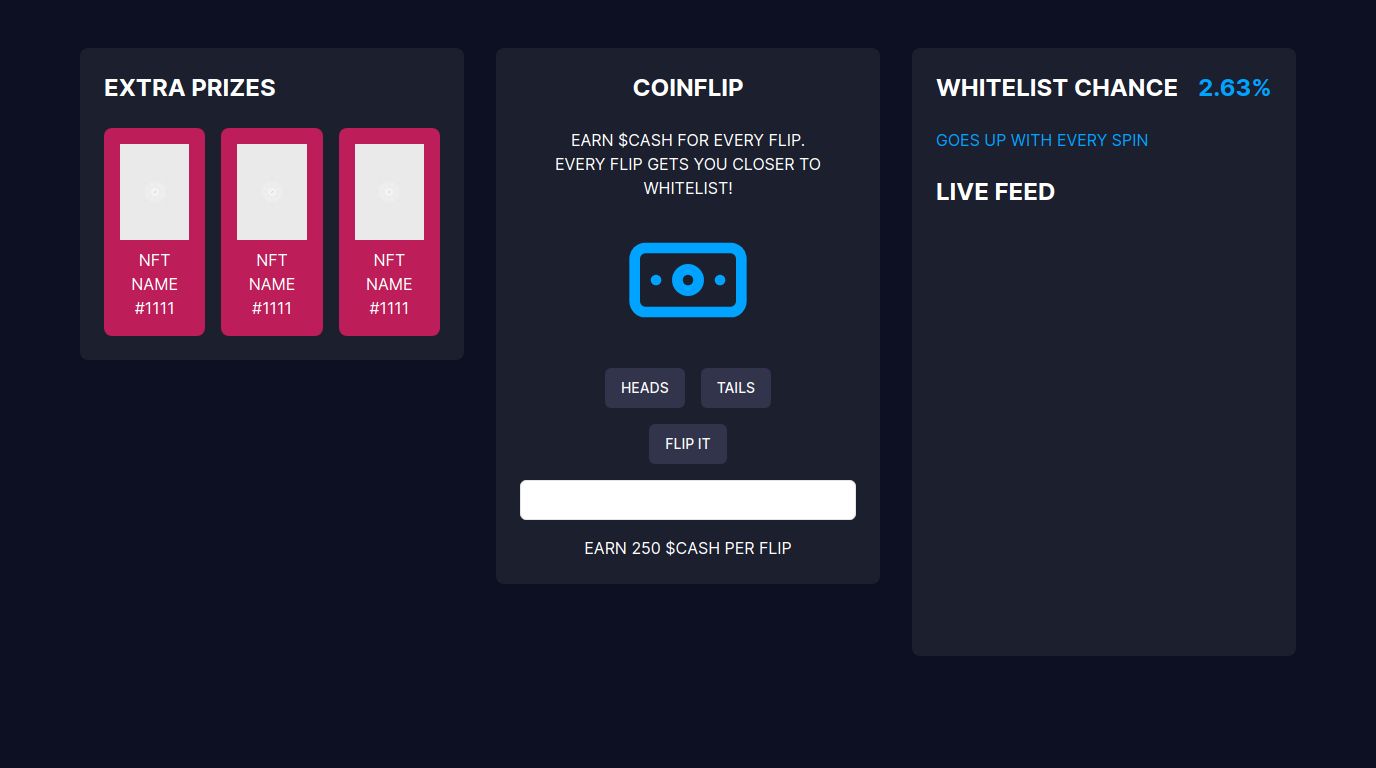 EXTRA PRIZES
NFT
NAME
#1111
NFT
NAME
#1111
NFT
NAME
#1111
COINFLIP
EARN $CASH FOR EVERY FLIP.
EVERY FLIP GETS YOU CLOSER TO
WHITELIST!
HEADS
TAILS
FLIP IT
EARN 250 $CASH PER FLIP
WHITELIST CHANCE 2.63%
GOES UP WITH EVERY SPIN
LIVE FEED